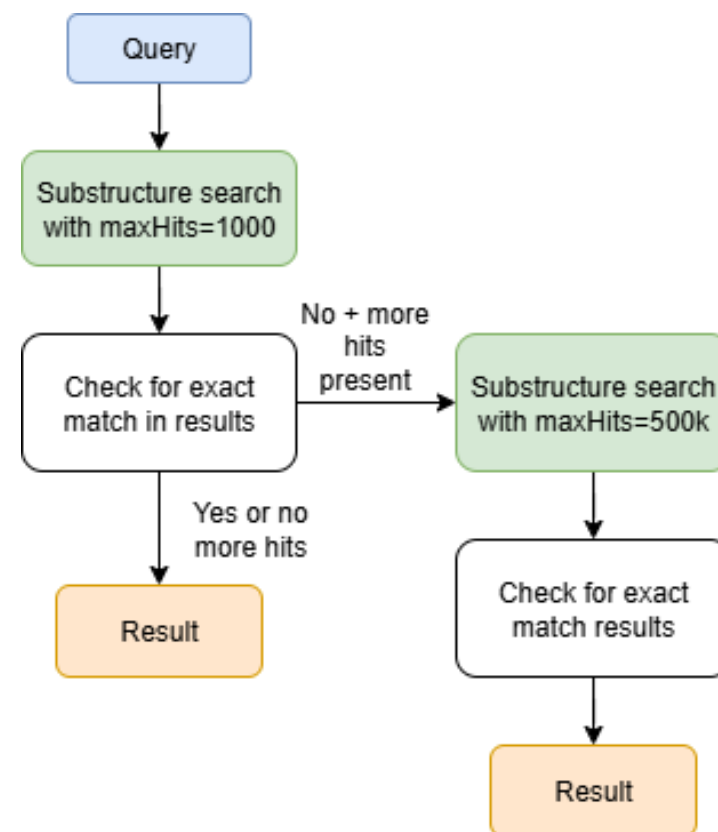 Query
Substructure search
with maxHits=1000
No + more
hits
present
Check for exact
match in results
Substructure search
with maxHits=500k
Yes or no
more hits
Check for exact
match results
Result
Result